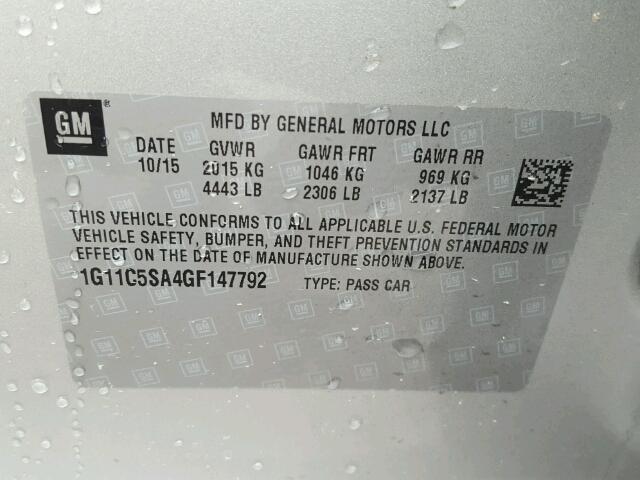 GM ®
MFD BY GENERAL MOTORS LLC
DATE GVWR GAWR FRT GAWR RR
10/15 2015 KG 1046 KG 969 KG
4443 LB 2306 LB 2137 LB
THIS VEHICLE CONFORMS TO ALL APPLICABLE U.S. FEDERAL MOTOR
VEHICLE SAFETY, BUMPER, AND THEFT PREVENTION STANDARDS IN
EFFECT ON THE DATE OF MANUFACTURE SHOWN ABOVE.
1G11C5SA4GF147792 TYPE: PASS CAR